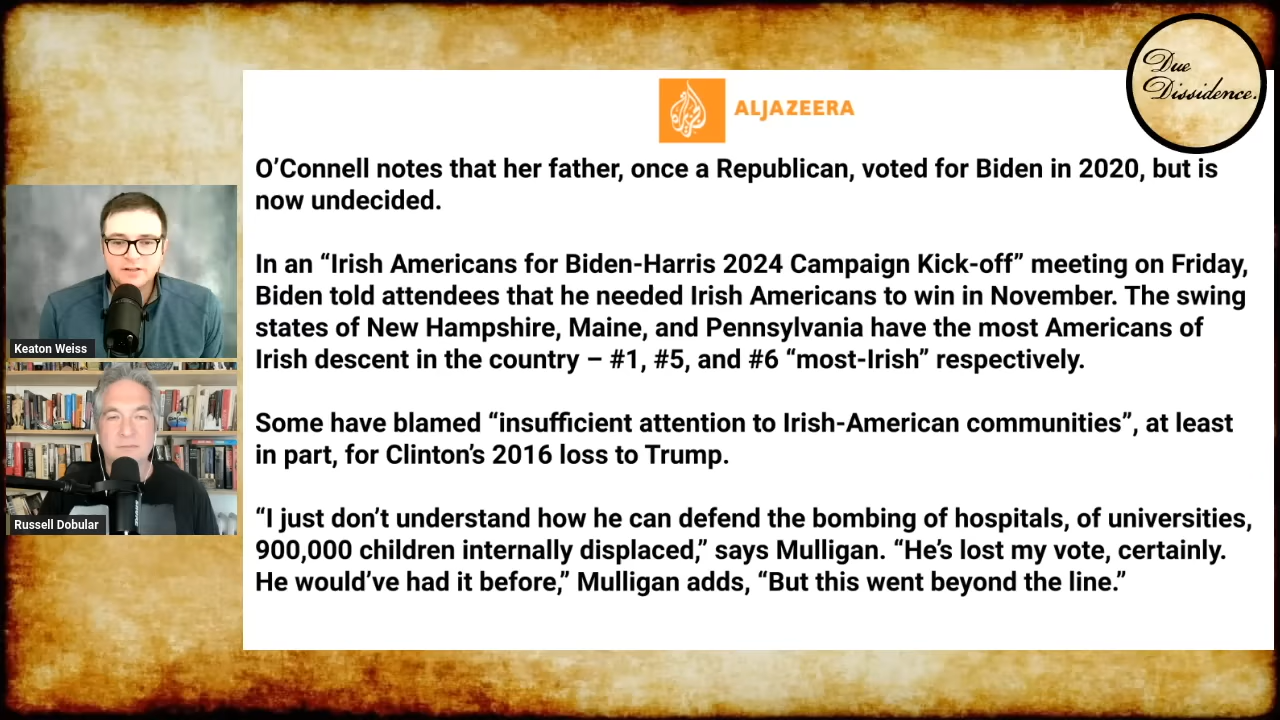 Due
Dissidence.
ALJAZEERA
O’Connell notes that her father, once a Republican, voted for Biden in 2020, but is
now undecided.
In an “Irish Americans for Biden-Harris 2024 Campaign Kick-off” meeting on Friday,
Biden told attendees that he needed Irish Americans to win in November. The swing
states of New Hampshire, Maine, and Pennsylvania have the most Americans of
Irish descent in the country – #1, #5, and #6 “most-Irish” respectively.
Some have blamed “insufficient attention to Irish-American communities”, at least
in part, for Clinton’s 2016 loss to Trump.
“I just don’t understand how he can defend the bombing of hospitals, of universities,
900,000 children internally displaced,” says Mulligan. “He’s lost my vote, certainly.
He would’ve had it before,” Mulligan adds, “But this went beyond the line.”
Keaton Weiss
Russell Dobular